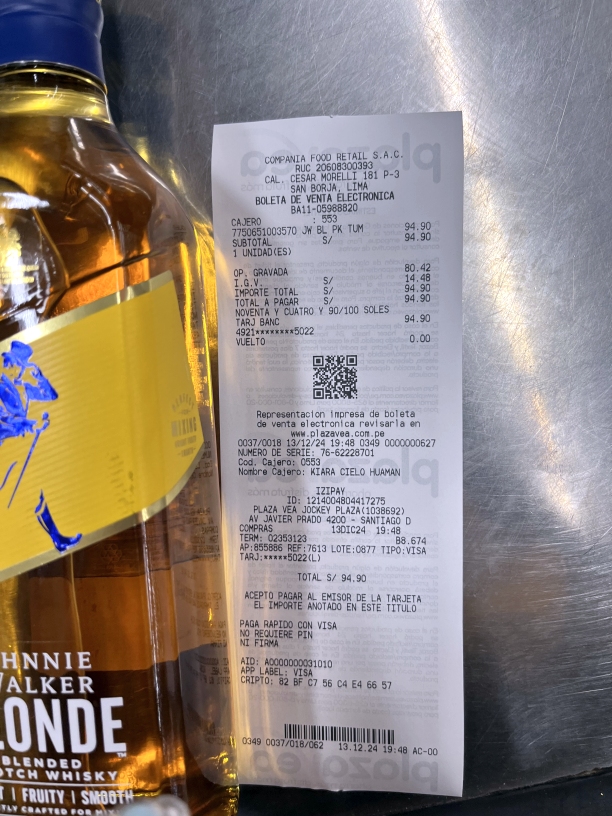 COMPANIA FOOD RETAIL S.A.C.
RUC 20608300393
CAL. CESAR MORELLI 181 P-3
SAN BORJA, LIMA
BOLETA DE VENTA ELECTRONICA
BA11-05988820
CAJERO : 553
7750651003570 JW BL PK TUM 94.90
SUBTOTAL S/ 94.90
1 UNIDAD(ES)
OP. GRAVADA 80.42
I.G.V. S/ 14.48
IMPORTE TOTAL S/ 94.90
TOTAL A PAGAR S/ 94.90
NOVENTA Y CUATRO Y 90/100 SOLES
TARJ BANC 94.90
4921********5022
VUELTO 0.00
Representacion impresa de boleta
de venta electronica revisarla en
www.plazavea.com.pe
0037/0018 13/12/24 19:48 0349 0000000627
NUMERO DE SERIE: 76-62228701
Cod. Cajero: 0553
Nombre Cajero: KIARA CIELO HUAMAN
IZIPAY
ID: 1214004804417275
PLAZA VEA JOCKEY PLAZA(1038692)
AV JAVIER PRADO 4200 - SANTIAGO D
COMPRAS 13DIC24 19:48
TERM: 02353123 B8.674
AP:855886 REF:7613 LOTE:0877 TIPO:VISA
TARJ:*****5022(L)
TOTAL S/ 94.90
ACEPTO PAGAR AL EMISOR DE LA TARJETA
EL IMPORTE ANOTADO EN ESTE TITULO
PAGA RAPIDO CON VISA
NO REQUIERE PIN
NI FIRMA
AID: A0000000031010
APP LABEL: VISA
CRIPTO: 82 BF C7 56 C4 E4 66 57
0349 0037/018/062 13.12.24 19:48 AC-00
HNNIE
ALKER
LONDE
BLENDED
OTCH WHISKY
T | FRUITY | SMOOTH
TLY CRAFTED FOR MI